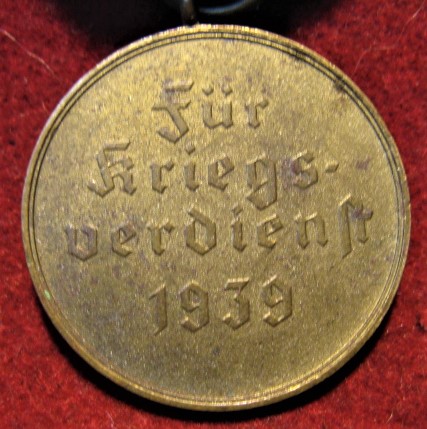 Für
Kriegs-
verdienst
1939